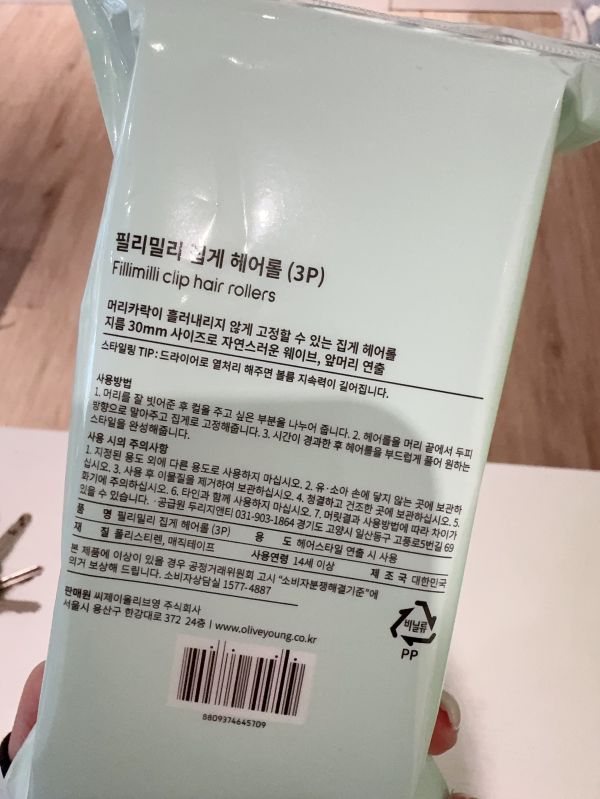 필리밀리 집게 헤어롤 (3P)
Fillimilli clip hair rollers
머리카락이 흘러내리지 않게 고정할 수 있는 집게 헤어롤
지름 30mm 사이즈로 자연스러운 웨이브, 앞머리 연출
스타일링 TIP: 드라이어로 열처리 해주면 볼륨 지속력이 길어집니다.
사용방법
1. 머리를 잘 빗어준 후 컬을 주고 싶은 부분을 나누어 줍니다. 2. 헤어롤을 머리 끝에서 두피
방향으로 말아주고 집게로 고정해줍니다. 3. 시간이 경과한 후 헤어롤을 부드럽게 풀어 원하는
스타일을 완성해줍니다.
사용 시의 주의사항
1. 지정된 용도 외에 다른 용도로 사용하지 마십시오. 2. 유·소아 손에 닿지 않는 곳에 보관하
십시오. 3. 사용 후 이물질을 제거하여 보관하십시오. 4. 청결하고 건조한 곳에 보관하십시오. 5.
화기에 주의하십시오. 6. 타인과 함께 사용하지 마십시오. 7. 머릿결과 사용방법에 따라 차이가
있을 수 있습니다. ·공급원 두리지앤티 031-903-1864 경기도 고양시 일산동구 고풍로5번길 69
품 명 필리밀리 집게 헤어롤 (3P) 용 도 헤어스타일 연출 시 사용
재 질 폴리스티렌, 매직테이프 사용연령 14세 이상 제 조 국 대한민국
본 제품에 이상이 있을 경우 공정거래위원회 고시 "소비자분쟁해결기준"에
의거 보상해 드립니다. 소비자상담실 1577-4887
판매원 씨제이올리브영 주식회사
서울시 용산구 한강대로 372 24층 | www.oliveyoung.co.kr
비닐류
PP
8809374645709